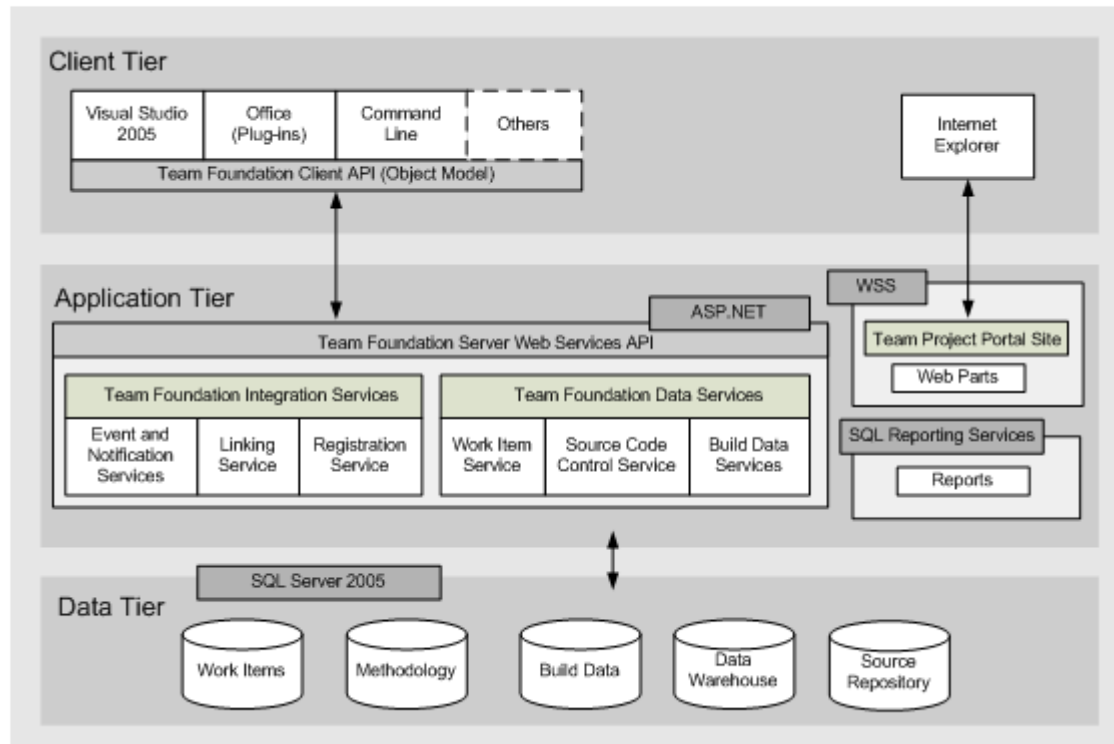 Client Tier
Visual Studio
2005
Office
(Plug-ins)
Command
Line
Others
Team Foundation Client API (Object Model)
Internet
Explorer
Application Tier
ASP.NET
Team Foundation Server Web Services API
Team Foundation Integration Services
Event and
Notification
Services
Linking
Service
Registration
Service
Team Foundation Data Services
Work Item
Service
Source Code
Control Service
Build Data
Services
WSS
Team Project Portal Site
Web Parts
SQL Reporting Services
Reports
Data Tier
SQL Server 2005
Work Items
Methodology
Build Data
Data
Warehouse
Source
Repository